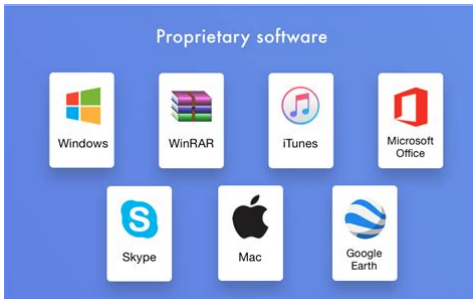 Proprietary software
Windows
WinRAR
iTunes
Microsoft
Office
S
Skype
Mac
Google
Earth